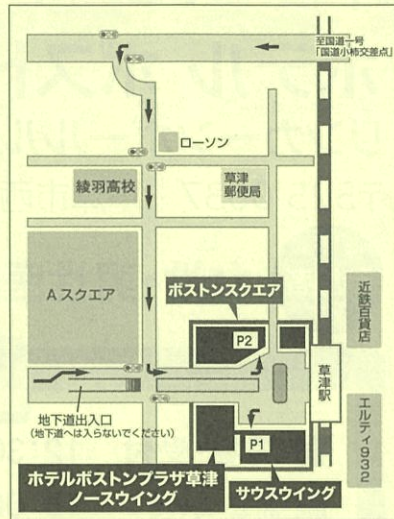 至国道一号
「国道小柿交差点」
ローソン
綾羽高校
草津
郵便局
Aスクエア
ボストンスクエア
近鉄百貨店
P2
草津駅
地下道出入口
(地下道へは入らないでください)
P1
エルティ932
ホテルボストンプラザ草津
ノースウイング
サウスウイング